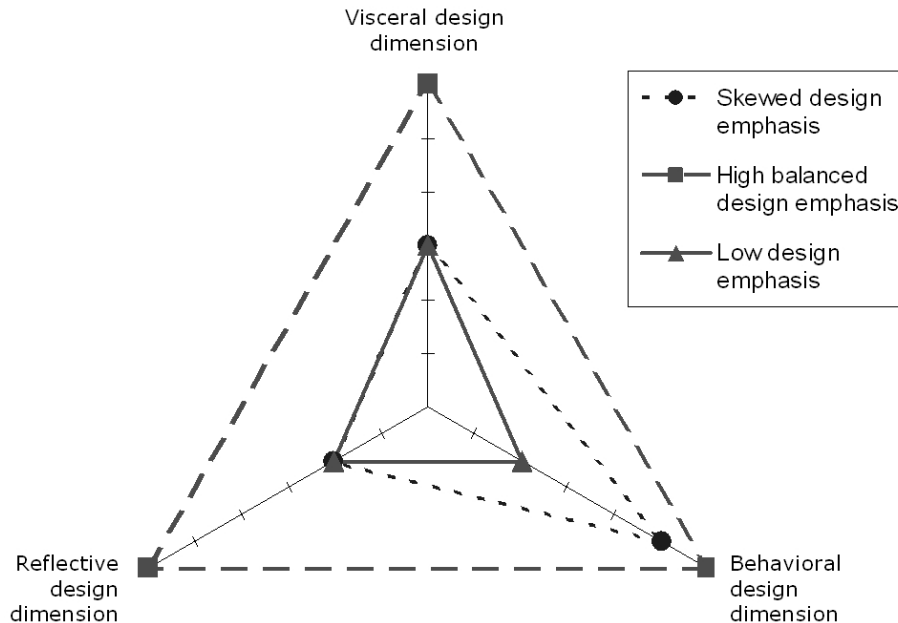 Visceral design
dimension
Skewed design
emphasis
High balanced
design emphasis
Low design
emphasis
Reflective
design
dimension
Behavioral
design
dimension